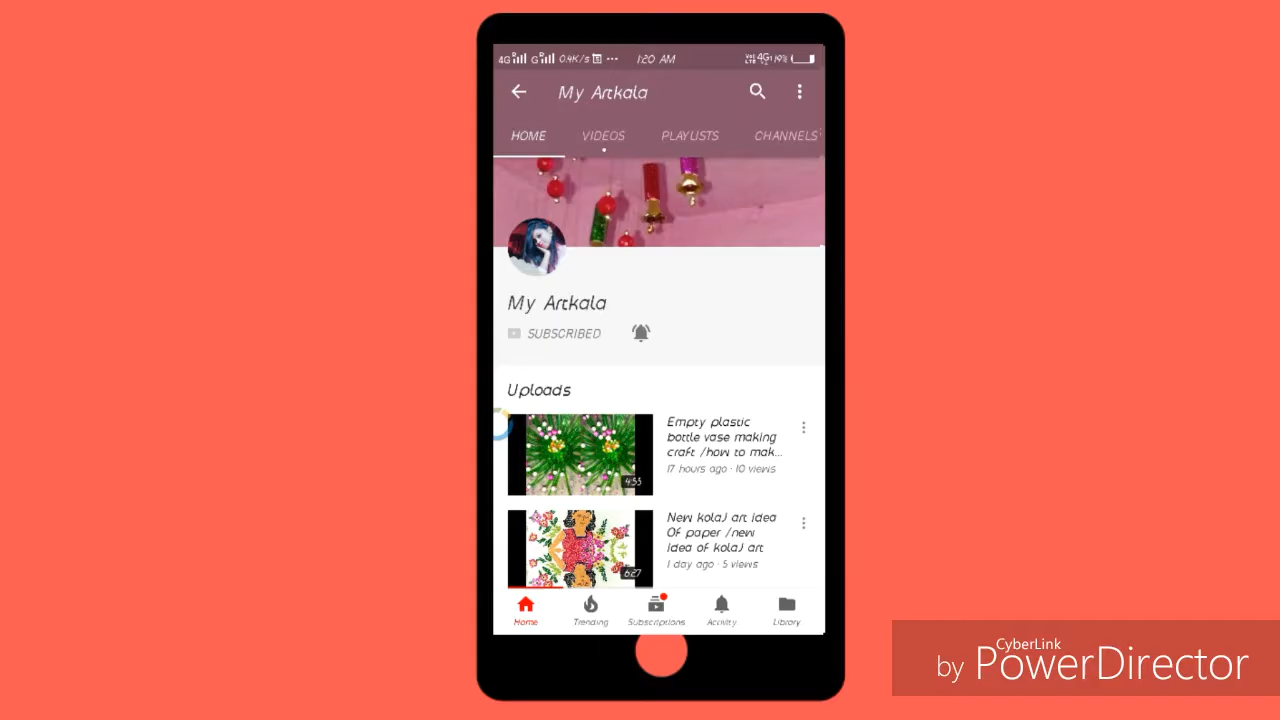 4G G 0.4K/s ... 1:20 AM VoLTE 4G 19%
My Artkala
HOME VIDEOS PLAYLISTS CHANNELS
My Artkala
SUBSCRIBED
Uploads
Empty plastic
bottle vase making
craft /how to mak...
17 hours ago · 10 views
4:53
New kolaJ art idea
Of paper /new
idea of kolaJ art
1 day ago · 5 views
6:27
Home Trending Subscriptions Activity Library
CyberLink
by PowerDirector